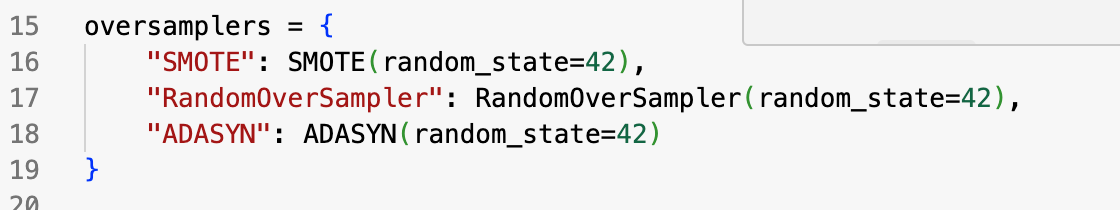 15 oversamplers = {
16     "SMOTE": SMOTE(random_state=42),
17     "RandomOverSampler": RandomOverSampler(random_state=42),
18     "ADASYN": ADASYN(random_state=42)
19 }
20